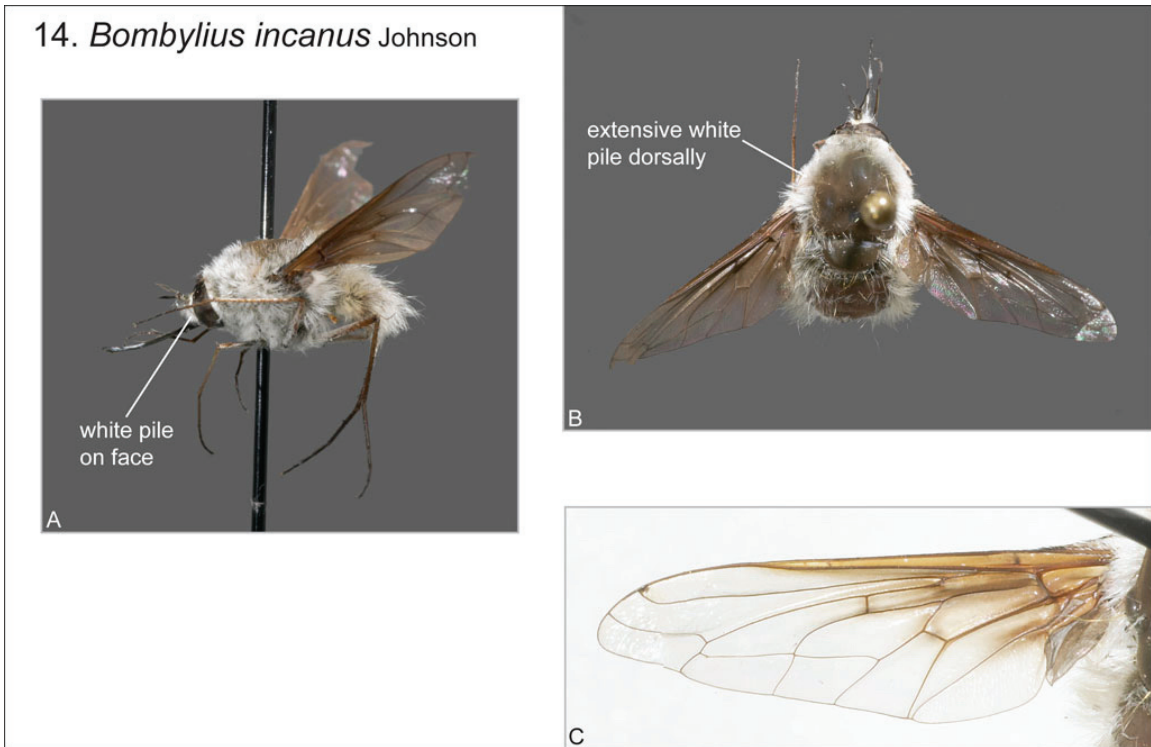 14. Bombylius incanus Johnson
white pile
on face
A
extensive white
pile dorsally
B
C